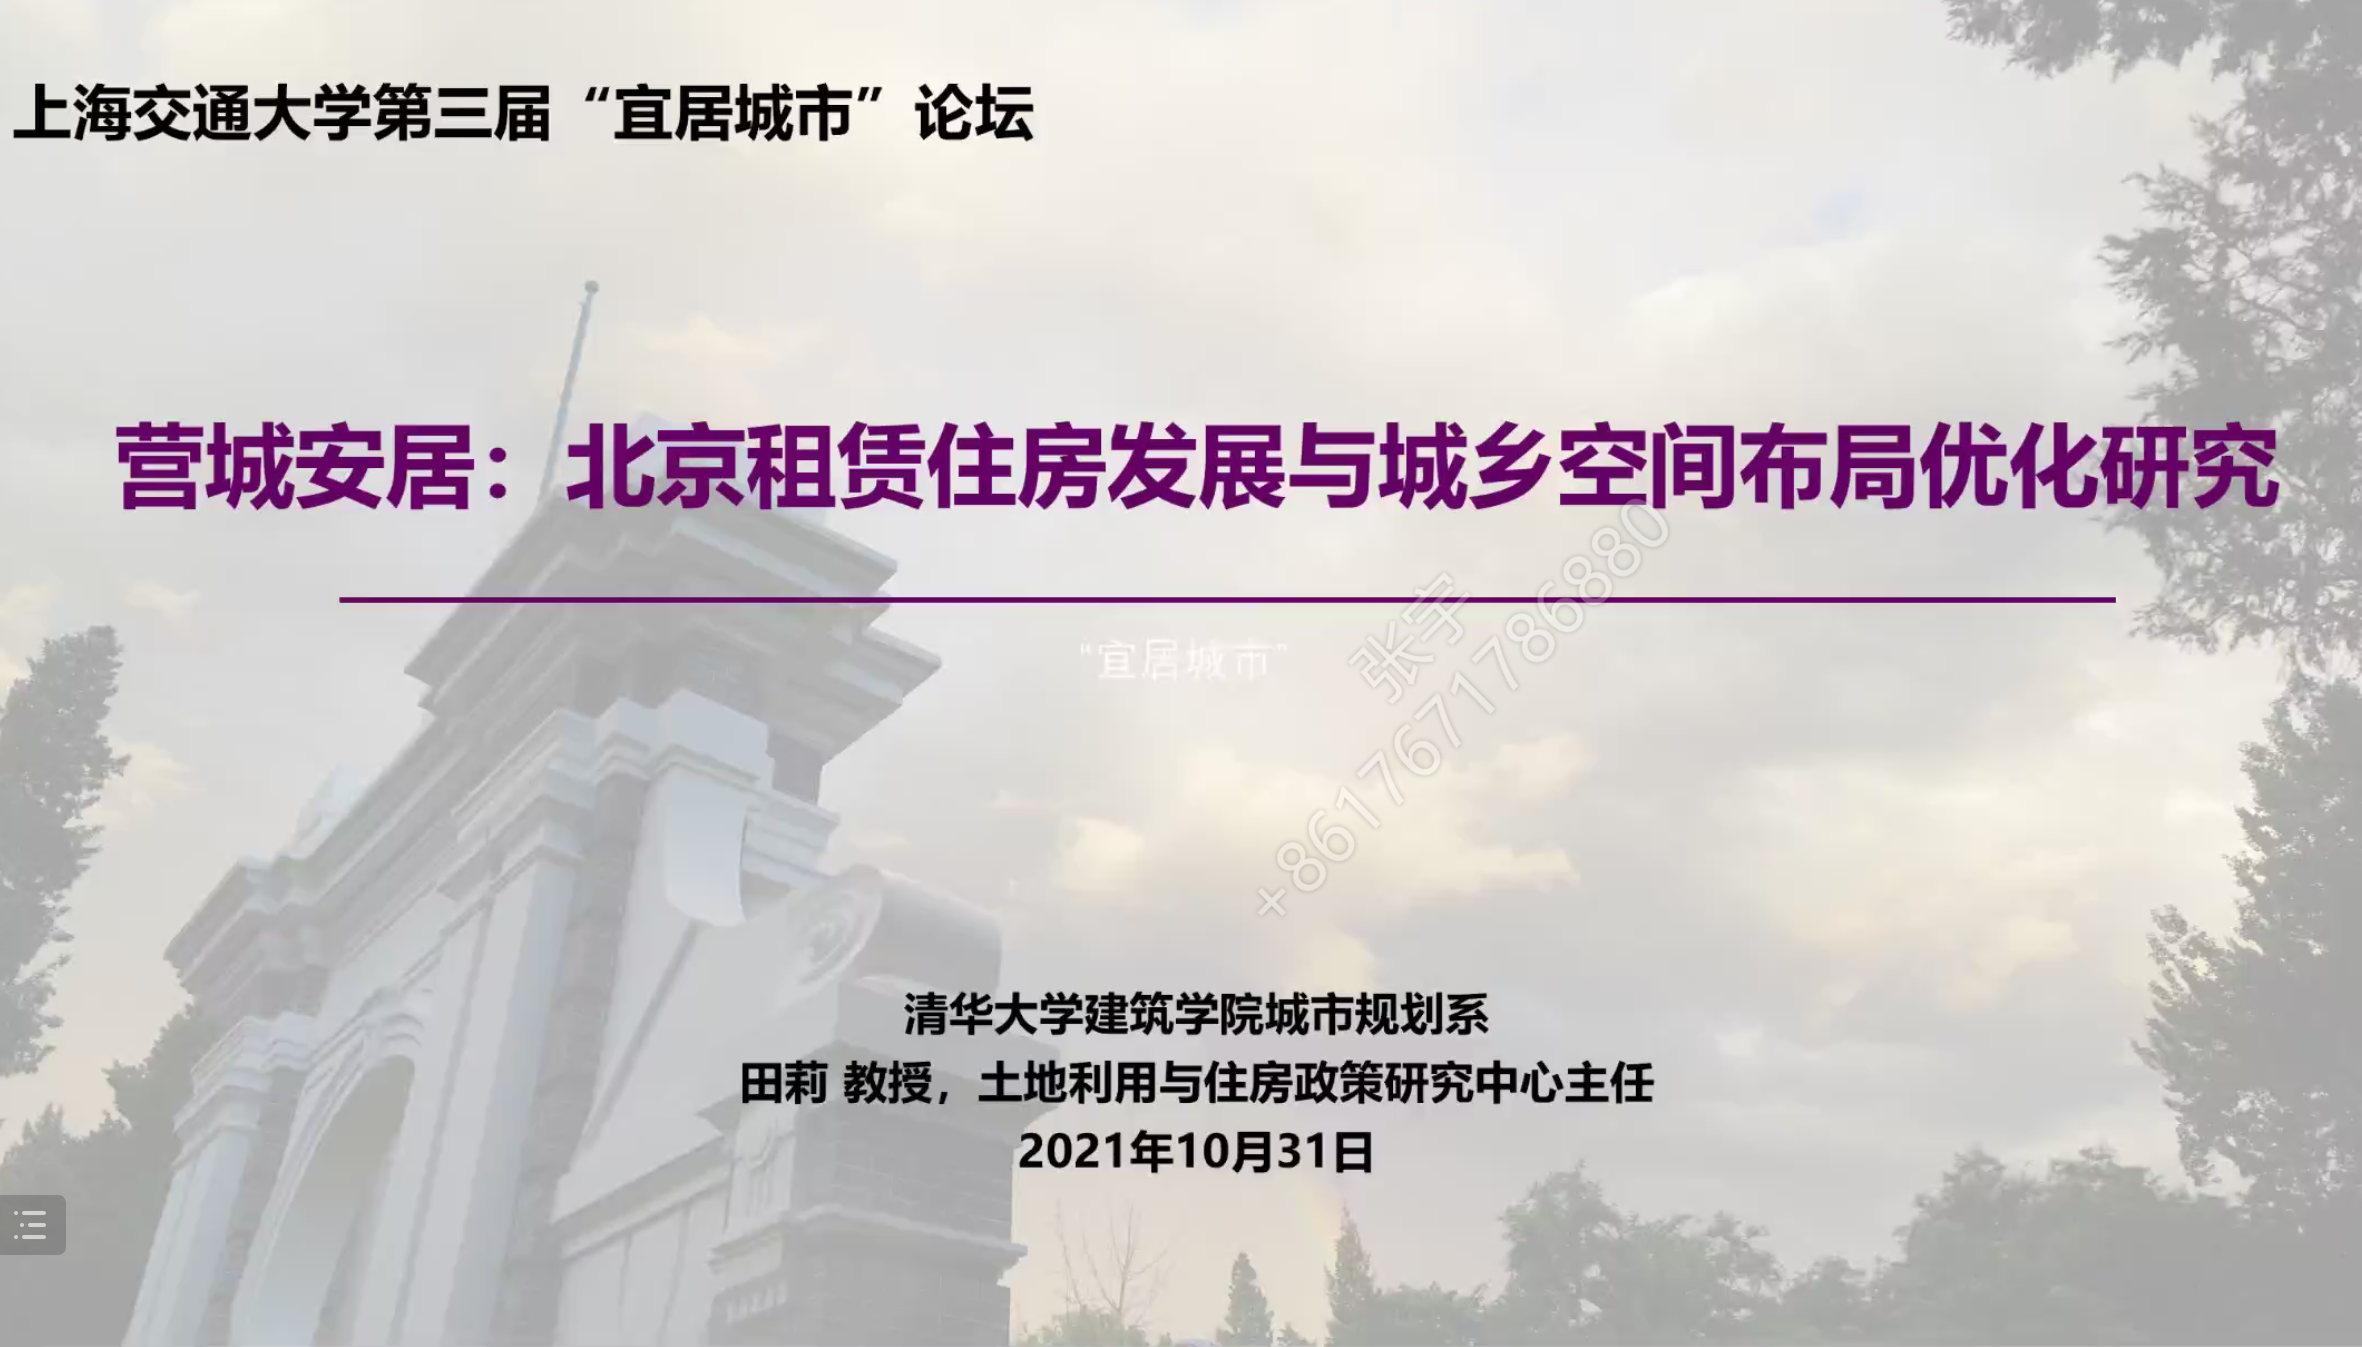 上海交通大学第三届“宜居城市”论坛
营城安居：北京租赁住房发展与城乡空间布局优化研究
“宜居城市”
张宇
+8617671786880
清华大学建筑学院城市规划系
田莉 教授，土地利用与住房政策研究中心主任
2021年10月31日